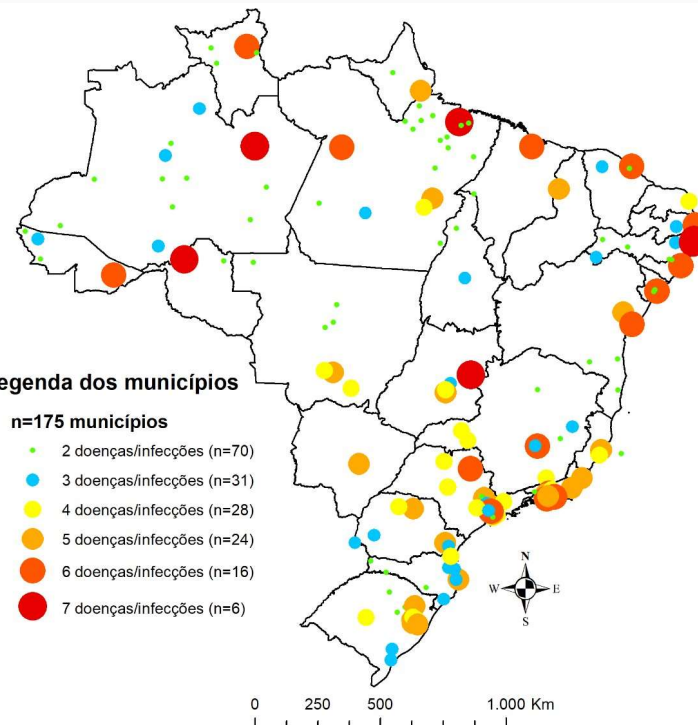 egenda dos municípios
n=175 municípios
2 doenças/infecções (n=70)
3 doenças/infecções (n=31)
4 doenças/infecções (n=28)
5 doenças/infecções (n=24)
6 doenças/infecções (n=16)
7 doenças/infecções (n=6)
N
W E
S
0 250 500 1.000 Km